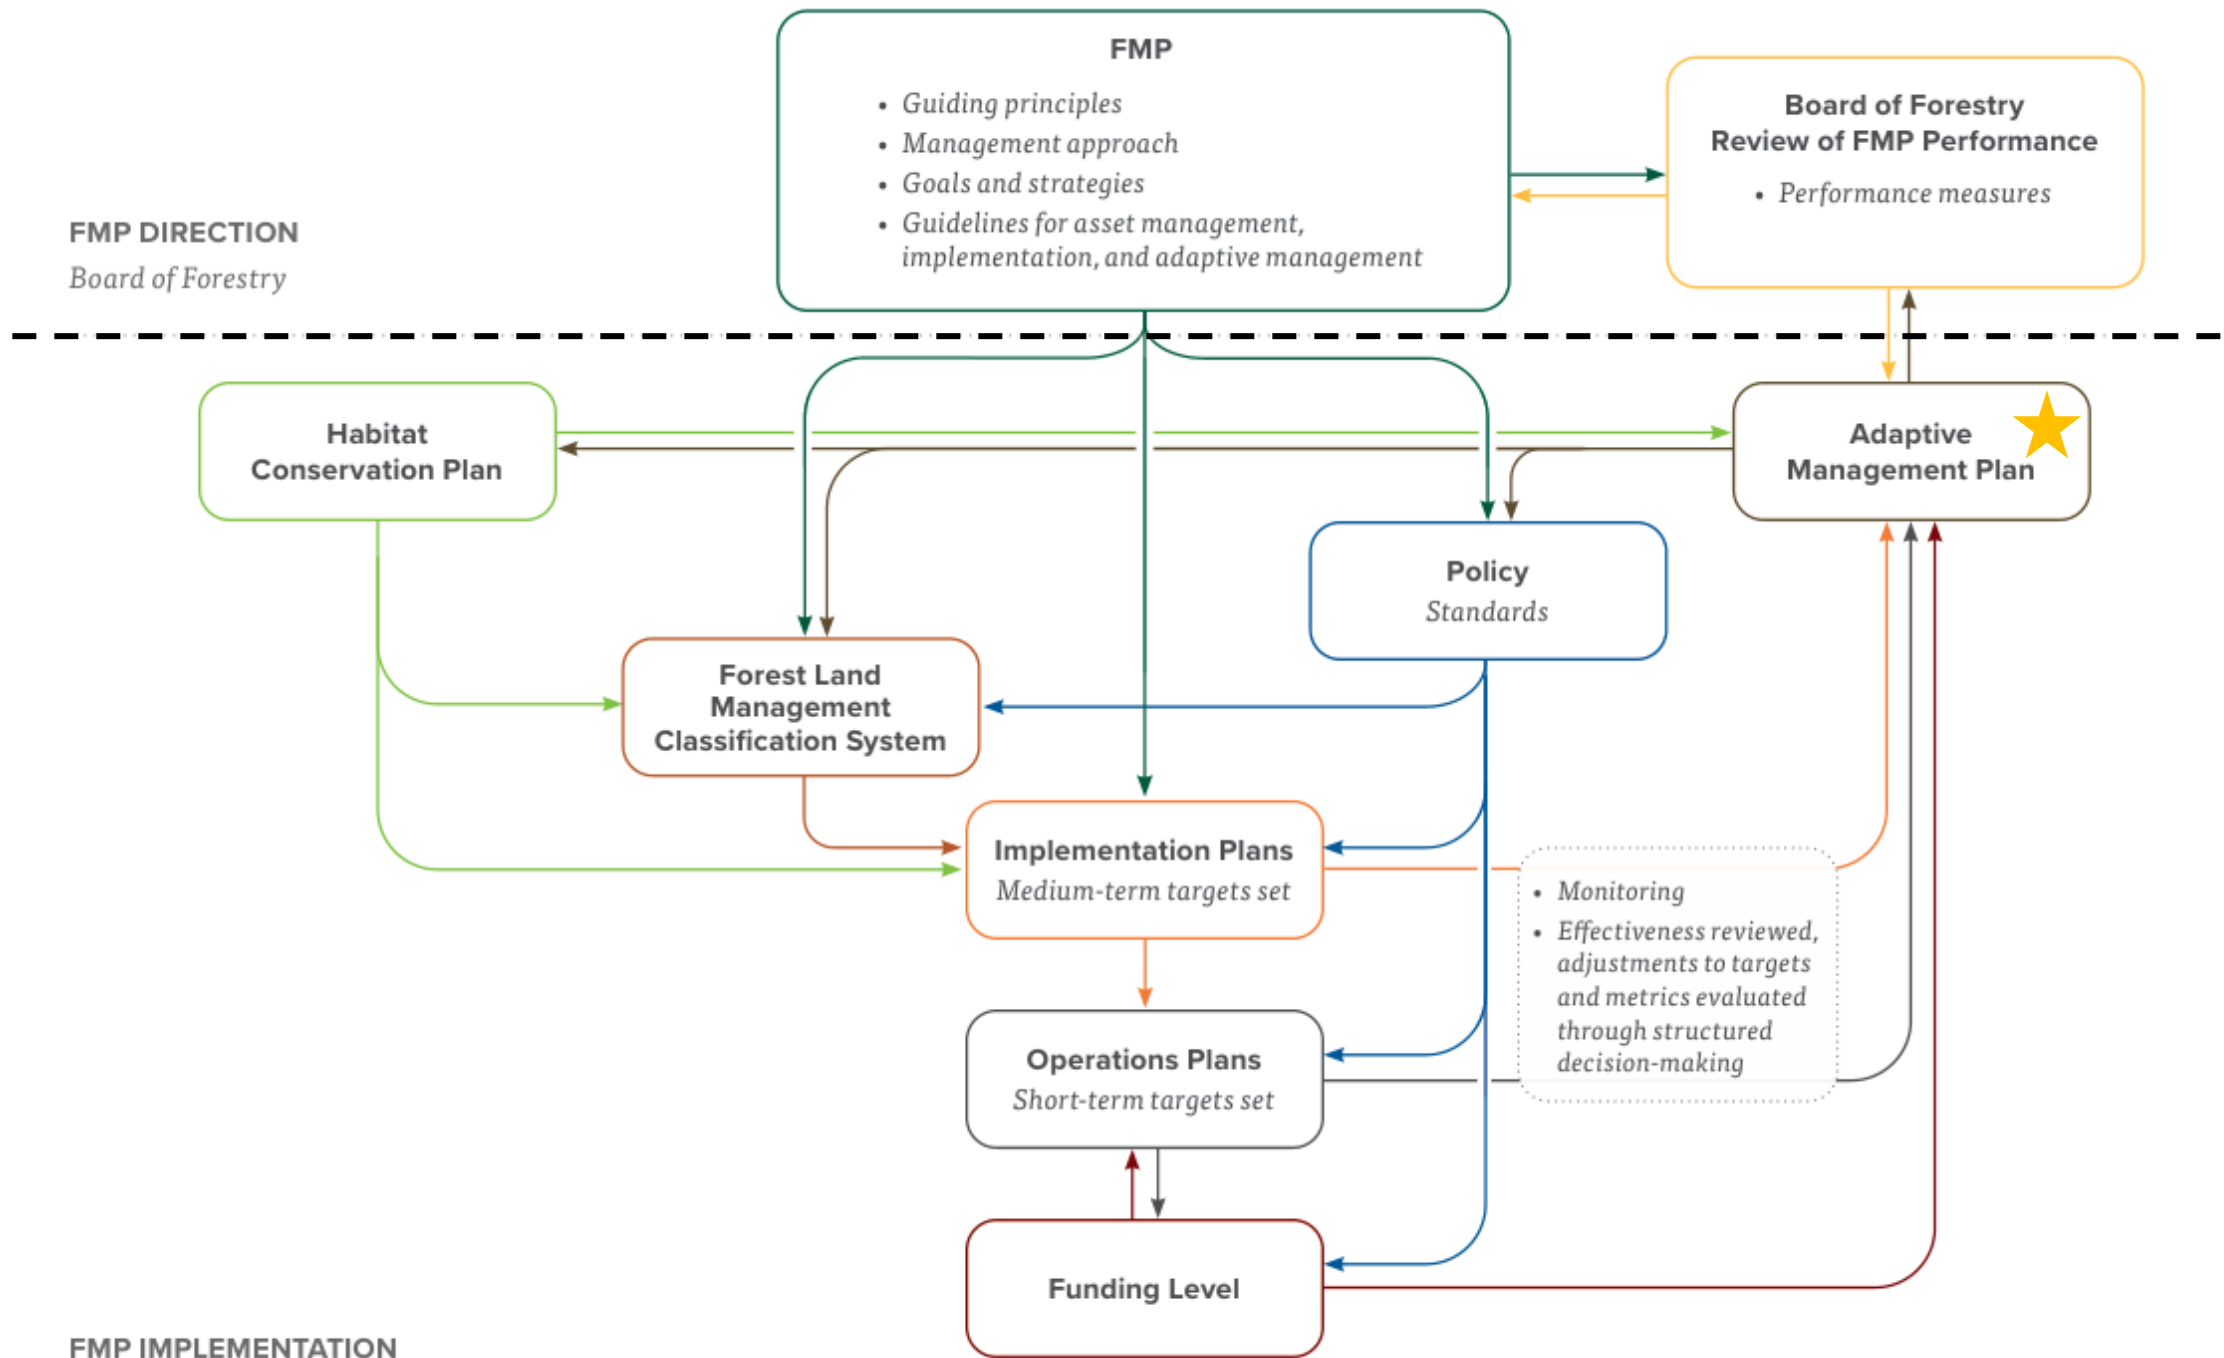 FMP
• Guiding principles
• Management approach
• Goals and strategies
• Guidelines for asset management,
implementation, and adaptive management
Board of Forestry
Review of FMP Performance
• Performance measures
FMP DIRECTION
Board of Forestry
Habitat
Conservation Plan
Adaptive
Management Plan
Policy
Standards
Forest Land
Management
Classification System
Implementation Plans
Medium-term targets set
• Monitoring
• Effectiveness reviewed,
adjustments to targets
and metrics evaluated
through structured
decision-making
Operations Plans
Short-term targets set
Funding Level
FMP IMPLEMENTATION